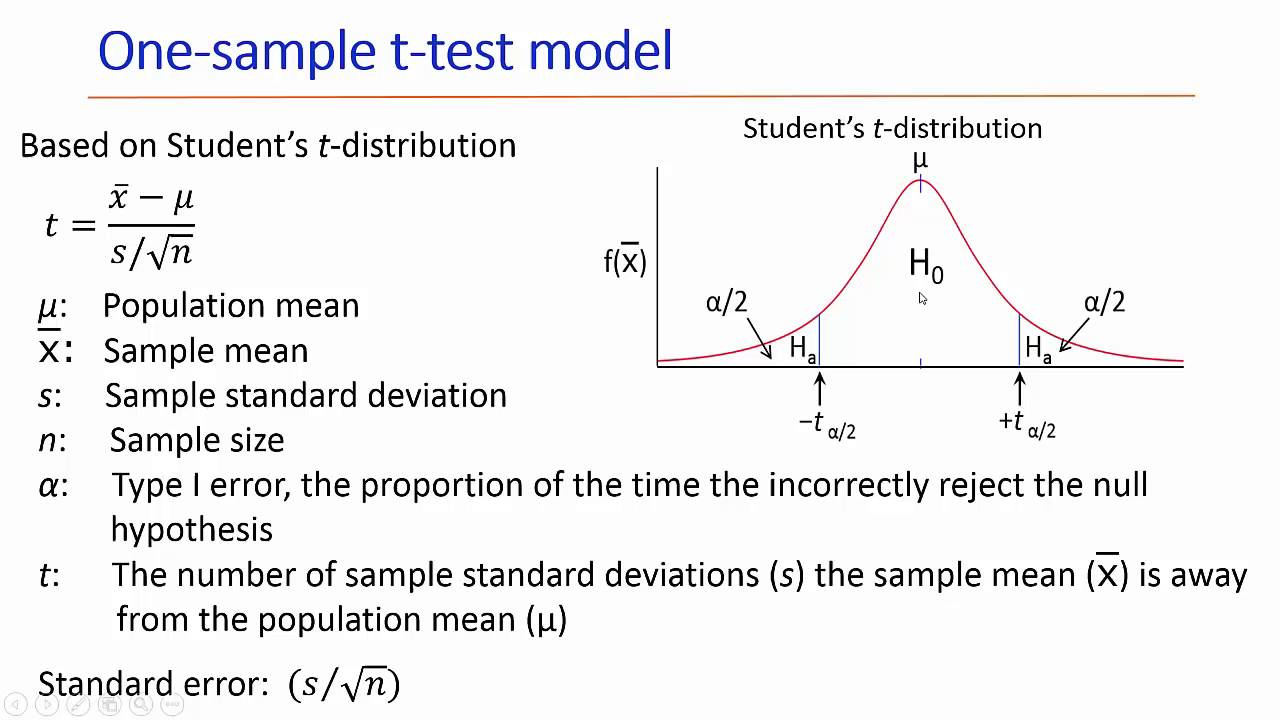 One-sample t-test model
Based on Student’s t-distribution
t = (x̄ − μ) / (s/√n)
μ: Population mean
x̄: Sample mean
s: Sample standard deviation
n: Sample size
α: Type I error, the proportion of the time the incorrectly reject the null
hypothesis
t: The number of sample standard deviations (s) the sample mean (x̄) is away
from the population mean (μ)
Standard error: (s/√n)
Student’s t-distribution
μ
f(x̄)
H₀
α/2
α/2
Hₐ
Hₐ
−t α/2
+t α/2